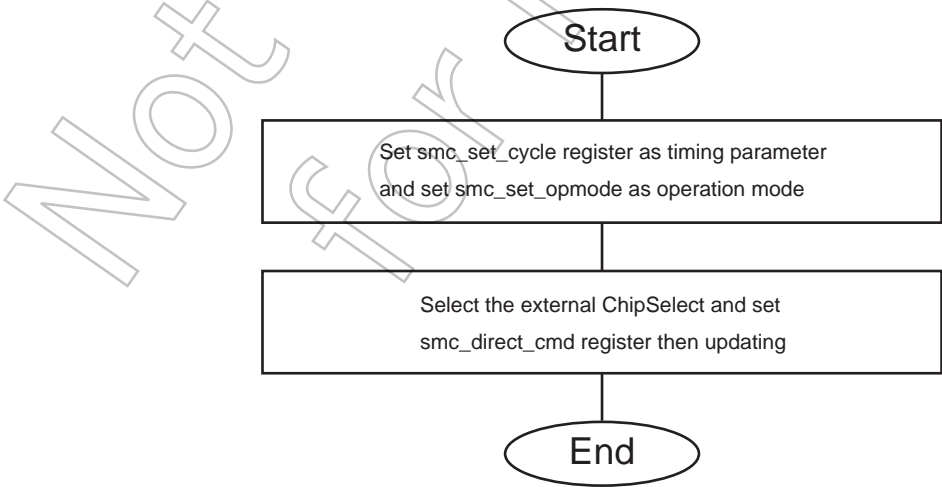 Start
Set smc_set_cycle register as timing parameter
and set smc_set_opmode as operation mode
Select the external ChipSelect and set
smc_direct_cmd register then updating
End
Not
for